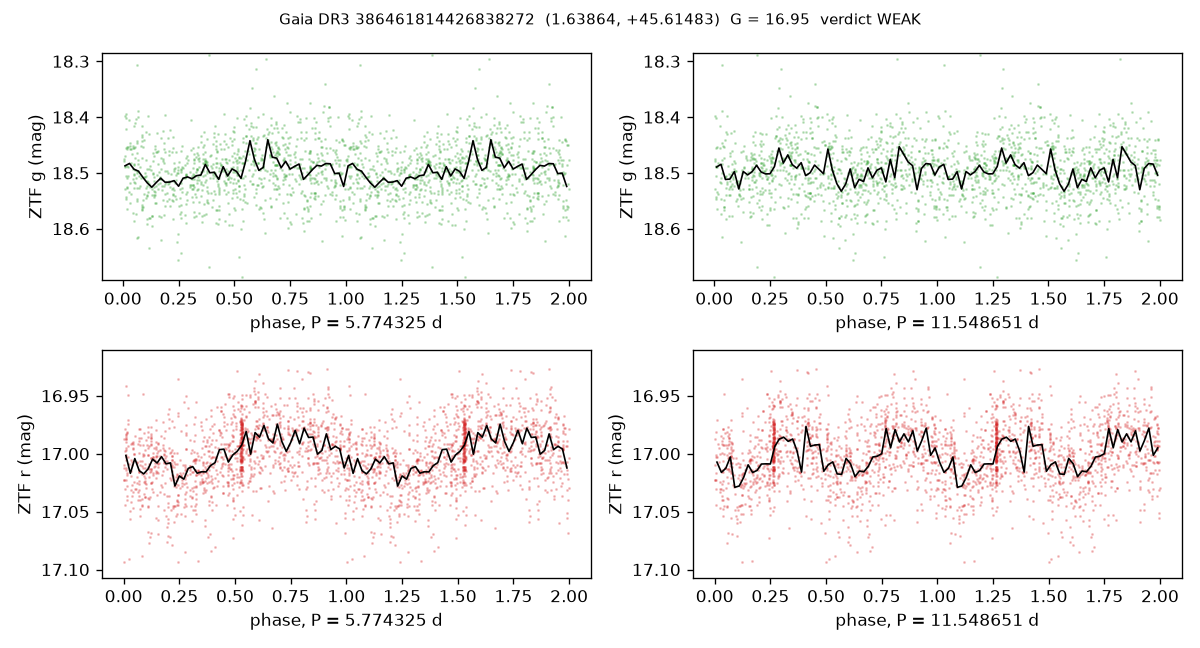 Gaia DR3 386461814426838272  (1.63864, +45.61483)  G = 16.95  verdict WEAK
ZTF g (mag)
18.3
18.4
18.5
18.6
0.00 0.25 0.50 0.75 1.00 1.25 1.50 1.75 2.00
phase, P = 5.774325 d
ZTF g (mag)
18.3
18.4
18.5
18.6
0.00 0.25 0.50 0.75 1.00 1.25 1.50 1.75 2.00
phase, P = 11.548651 d
ZTF r (mag)
16.95
17.00
17.05
17.10
0.00 0.25 0.50 0.75 1.00 1.25 1.50 1.75 2.00
phase, P = 5.774325 d
ZTF r (mag)
16.95
17.00
17.05
17.10
0.00 0.25 0.50 0.75 1.00 1.25 1.50 1.75 2.00
phase, P = 11.548651 d